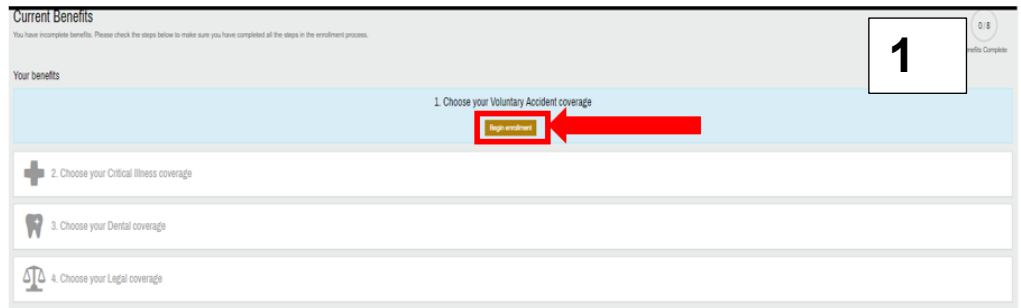 Current Benefits
You have incomplete benefits. Please check the steps below to make sure you have completed all the steps in the enrollment process.
0/8
1
nefits Complete
Your benefits
1. Choose your Voluntary Accident coverage
Begin enrollment
2. Choose your Critical Illness coverage
3. Choose your Dental coverage
4. Choose your Legal coverage